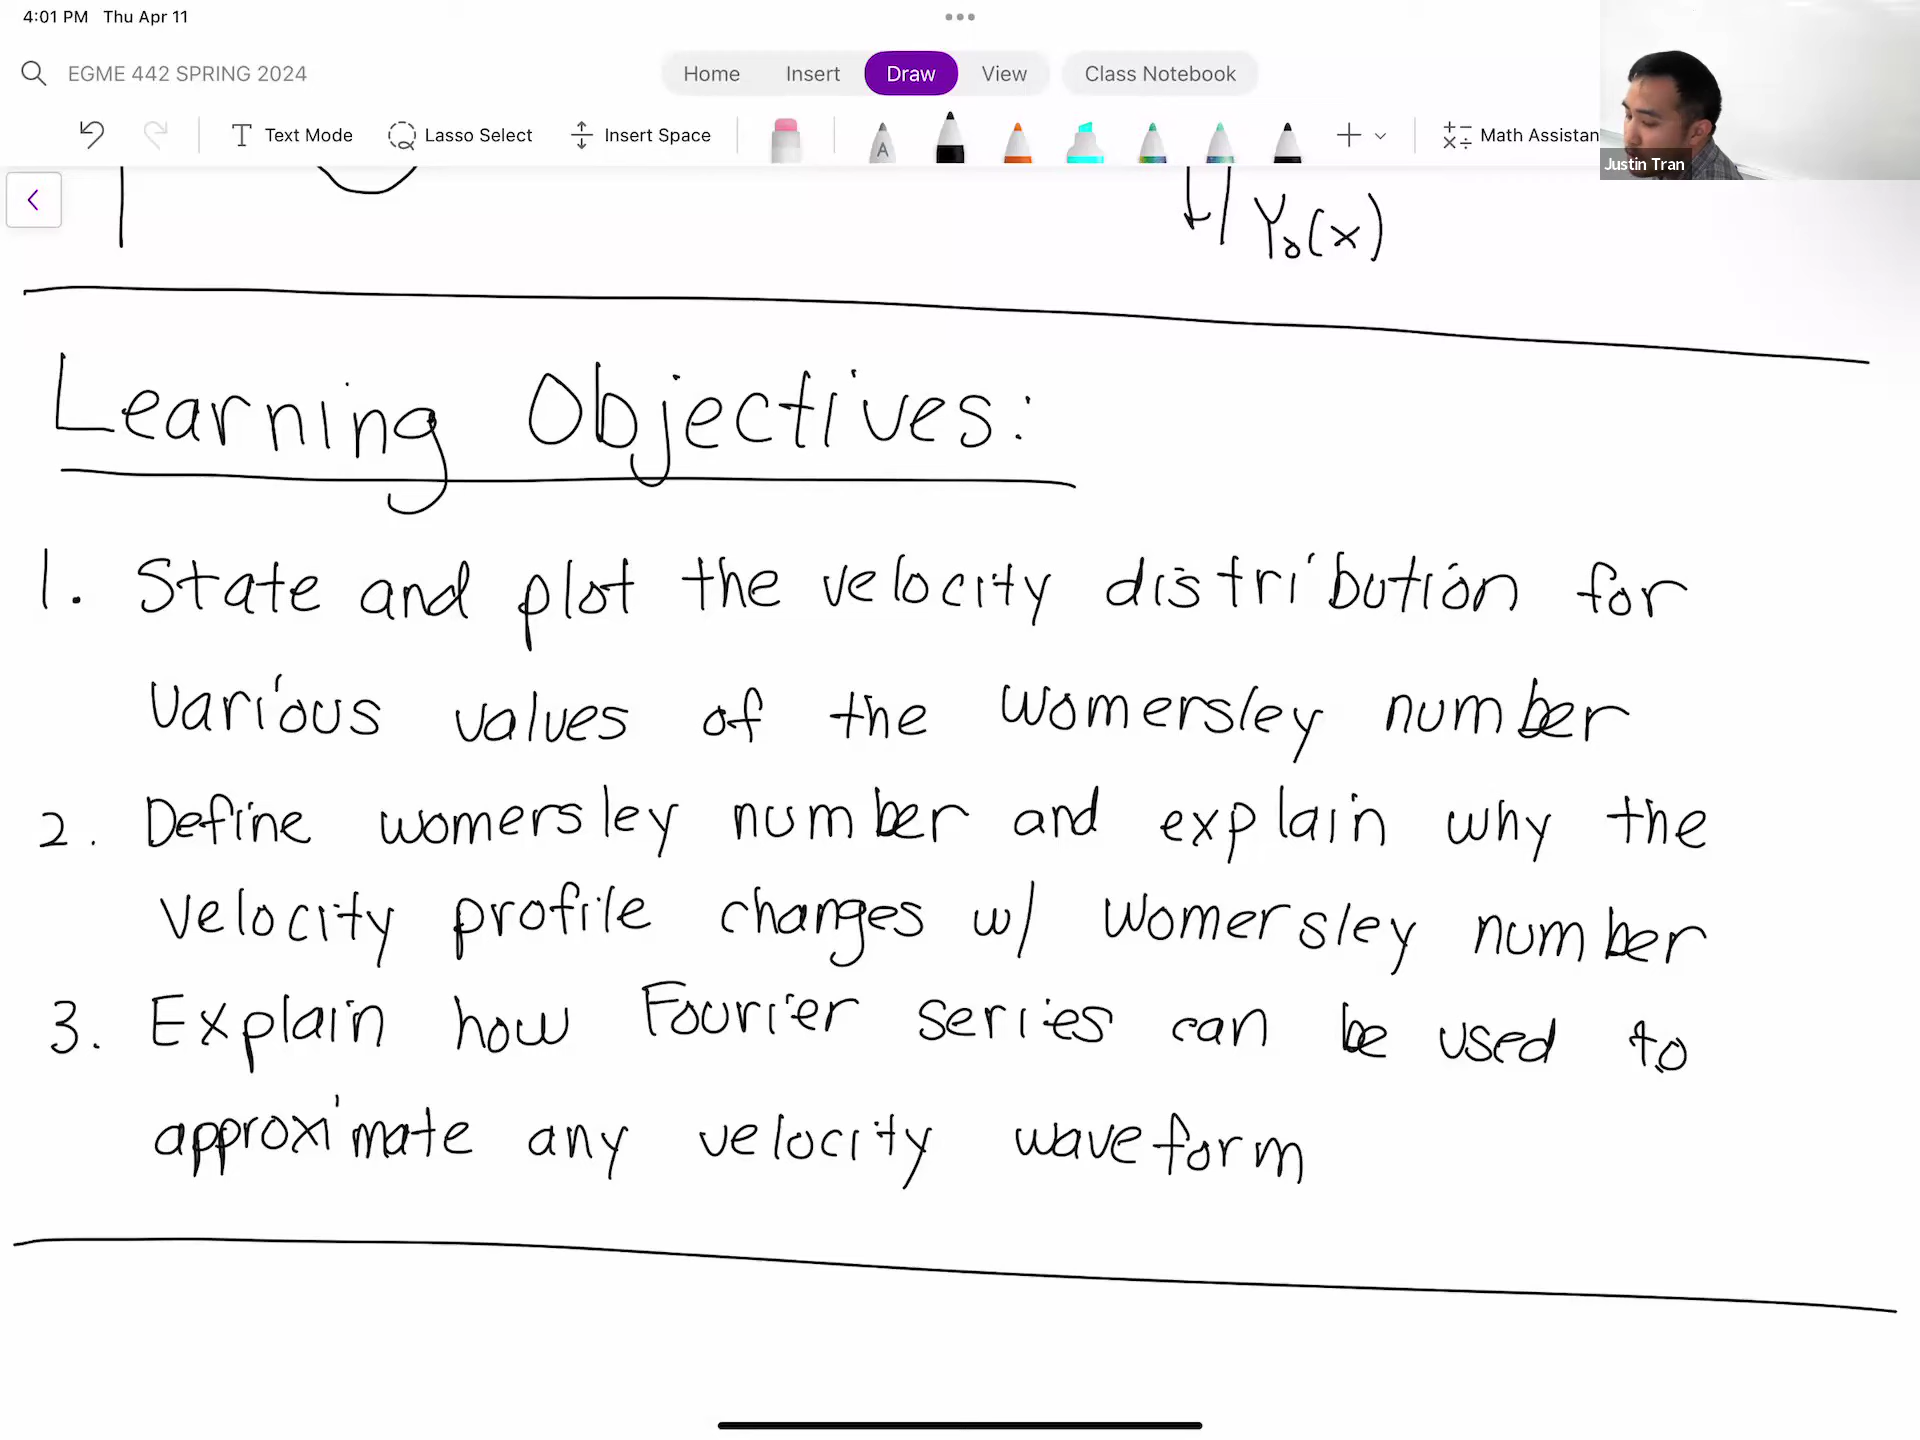 4:01 PM Thu Apr 11
EGME 442 SPRING 2024
Home Insert Draw View Class Notebook
Text Mode Lasso Select Insert Space A Math Assistan
Justin Tran
Y₀(x)
Learning Objectives:
1. State and plot the velocity distribution for
various values of the Womersley number
2. Define womersley number and explain why the
velocity profile changes w/ Womersley number
3. Explain how Fourier series can be used to
approximate any velocity waveform